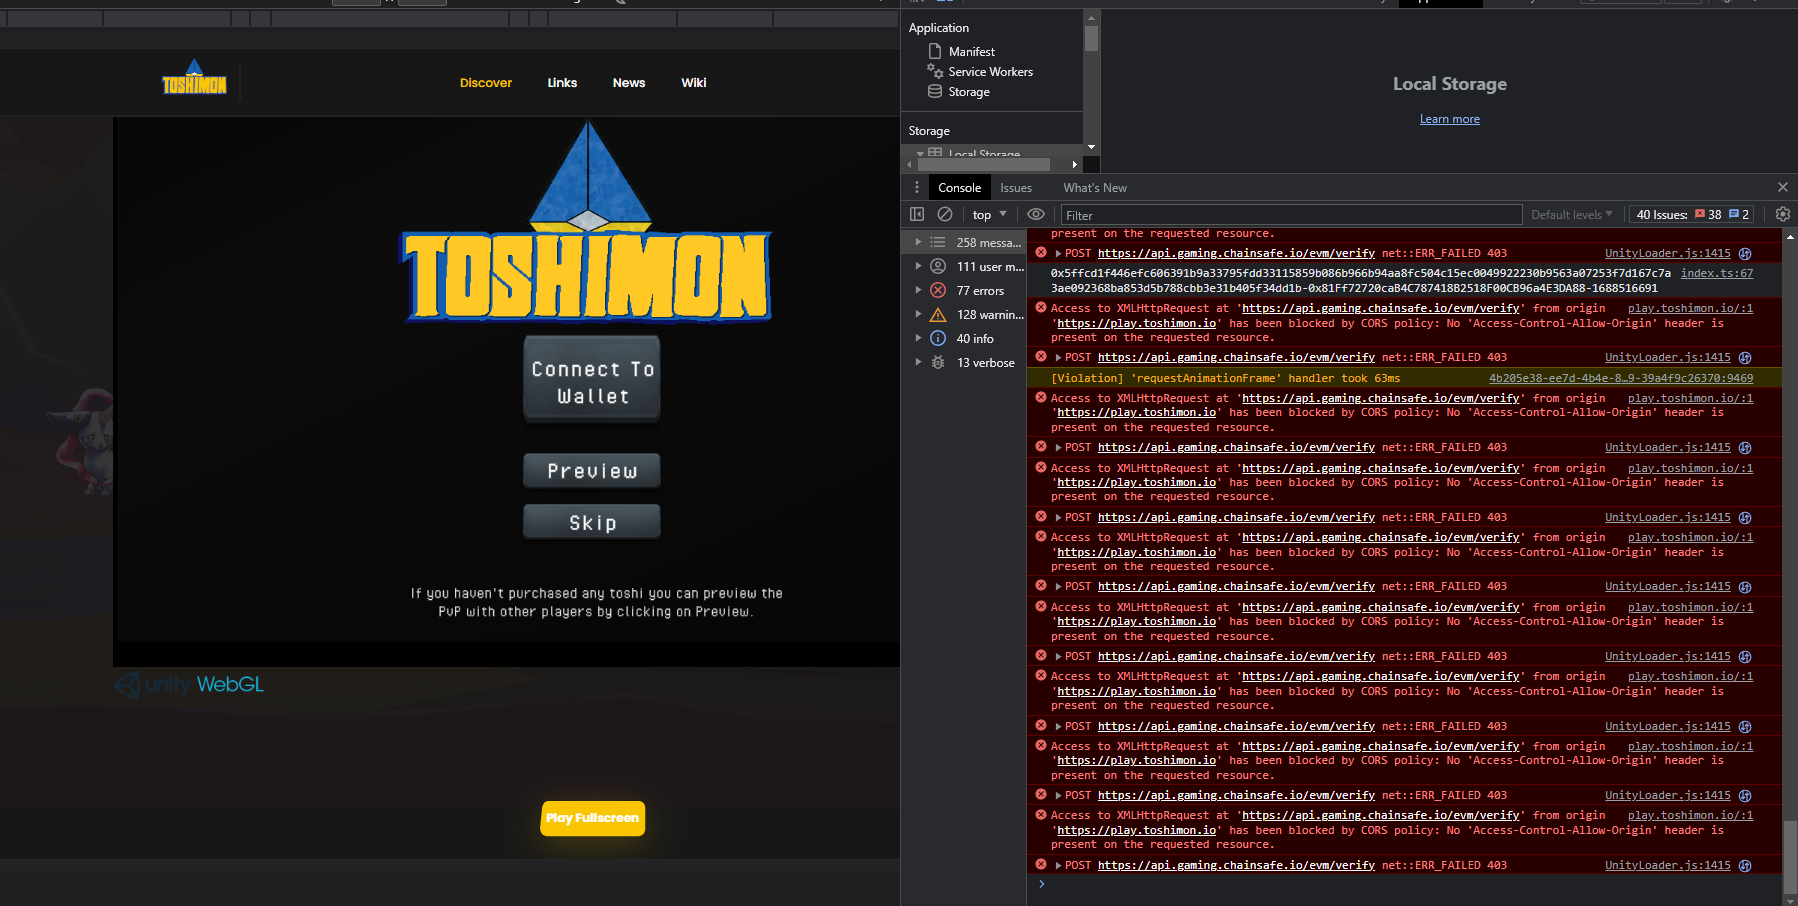 TOSHIMON
Discover
Links
News
Wiki
TOSHIMON
Connect To
Wallet
Preview
Skip
If you haven't purchased any toshi you can preview the
PvP with other players by clicking on Preview.
unity WebGL
Play Fullscreen
Application
Manifest
Service Workers
Storage
Storage
Local Storage
Local Storage
Learn more
Console
Issues
What's New
top
Filter
Default levels
40 Issues: 38 2
258 messa...
111 user m...
77 errors
128 warnin...
40 info
13 verbose
present on the requested resource.
POST https://api.gaming.chainsafe.io/evm/verify net::ERR_FAILED 403 UnityLoader.js:1415
0x5ffcd1f446efc606391b9a33795fdd33115859b086b966b94aa8fc504c15ec0049922230b9563a07253f7d167c7a index.ts:67
3ae092368ba853d5b788cbb3e31b405f34dd1b-0x81Ff72720caB4C787418B2518F00CB96a4E3DA88-1688516691
Access to XMLHttpRequest at 'https://api.gaming.chainsafe.io/evm/verify' from origin play.toshimon.io/:1
'https://play.toshimon.io' has been blocked by CORS policy: No 'Access-Control-Allow-Origin' header is
present on the requested resource.
POST https://api.gaming.chainsafe.io/evm/verify net::ERR_FAILED 403 UnityLoader.js:1415
[Violation] 'requestAnimationFrame' handler took 63ms 4b205e38-ee7d-4b4e-8…9-39a4f9c26370:9469
Access to XMLHttpRequest at 'https://api.gaming.chainsafe.io/evm/verify' from origin play.toshimon.io/:1
'https://play.toshimon.io' has been blocked by CORS policy: No 'Access-Control-Allow-Origin' header is
present on the requested resource.
POST https://api.gaming.chainsafe.io/evm/verify net::ERR_FAILED 403 UnityLoader.js:1415
Access to XMLHttpRequest at 'https://api.gaming.chainsafe.io/evm/verify' from origin play.toshimon.io/:1
'https://play.toshimon.io' has been blocked by CORS policy: No 'Access-Control-Allow-Origin' header is
present on the requested resource.
POST https://api.gaming.chainsafe.io/evm/verify net::ERR_FAILED 403 UnityLoader.js:1415
Access to XMLHttpRequest at 'https://api.gaming.chainsafe.io/evm/verify' from origin play.toshimon.io/:1
'https://play.toshimon.io' has been blocked by CORS policy: No 'Access-Control-Allow-Origin' header is
present on the requested resource.
POST https://api.gaming.chainsafe.io/evm/verify net::ERR_FAILED 403 UnityLoader.js:1415
Access to XMLHttpRequest at 'https://api.gaming.chainsafe.io/evm/verify' from origin play.toshimon.io/:1
'https://play.toshimon.io' has been blocked by CORS policy: No 'Access-Control-Allow-Origin' header is
present on the requested resource.
POST https://api.gaming.chainsafe.io/evm/verify net::ERR_FAILED 403 UnityLoader.js:1415
Access to XMLHttpRequest at 'https://api.gaming.chainsafe.io/evm/verify' from origin play.toshimon.io/:1
'https://play.toshimon.io' has been blocked by CORS policy: No 'Access-Control-Allow-Origin' header is
present on the requested resource.
POST https://api.gaming.chainsafe.io/evm/verify net::ERR_FAILED 403 UnityLoader.js:1415
Access to XMLHttpRequest at 'https://api.gaming.chainsafe.io/evm/verify' from origin play.toshimon.io/:1
'https://play.toshimon.io' has been blocked by CORS policy: No 'Access-Control-Allow-Origin' header is
present on the requested resource.
POST https://api.gaming.chainsafe.io/evm/verify net::ERR_FAILED 403 UnityLoader.js:1415
Access to XMLHttpRequest at 'https://api.gaming.chainsafe.io/evm/verify' from origin play.toshimon.io/:1
'https://play.toshimon.io' has been blocked by CORS policy: No 'Access-Control-Allow-Origin' header is
present on the requested resource.
POST https://api.gaming.chainsafe.io/evm/verify net::ERR_FAILED 403 UnityLoader.js:1415